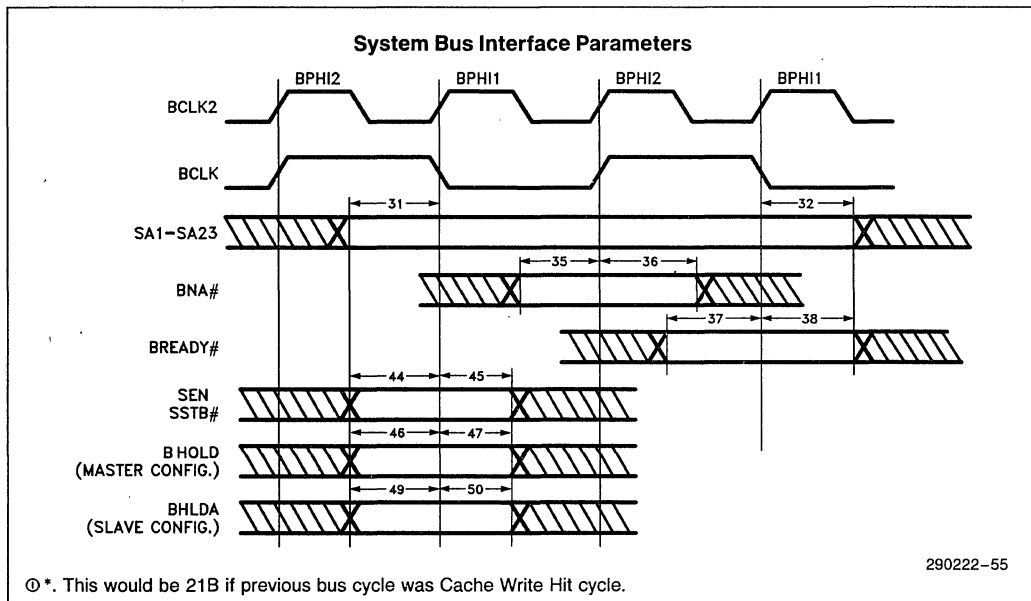 System Bus Interface Parameters
BPHI2 BPHI1 BPHI2 BPHI1
BCLK2
BCLK
31 32
SA1-SA23
35 36
BNA#
37 38
BREADY#
44 45
SEN
SSTB#
46 47
BHOLD
(MASTER CONFIG.)
49 50
BHLDA
(SLAVE CONFIG.)
290222-55
①*. This would be 21B if previous bus cycle was Cache Write Hit cycle.